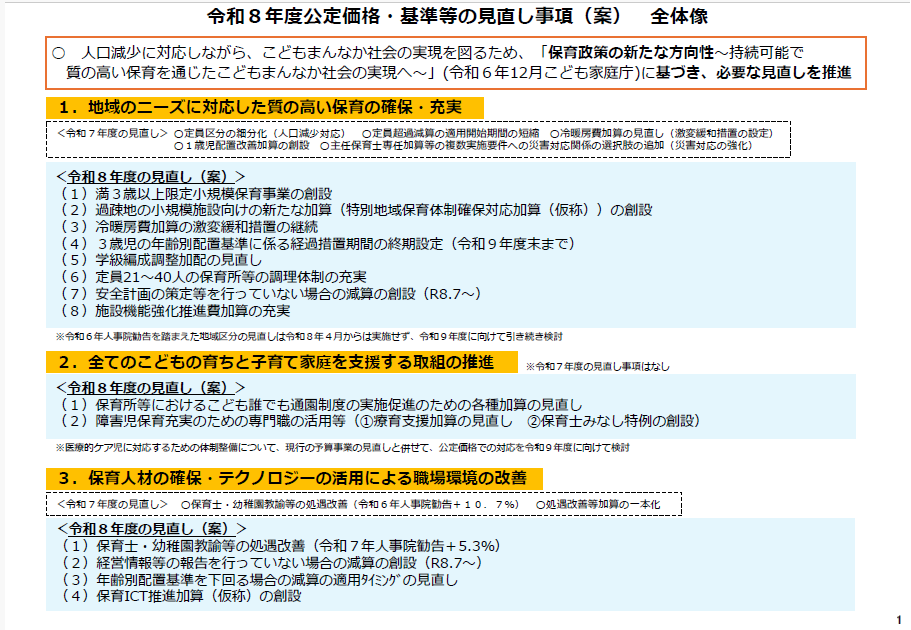 令和８年度公定価格・基準等の見直し事項（案）　全体像
○　人口減少に対応しながら、こどもまんなか社会の実現を図るため、「保育政策の新たな方向性～持続可能で
質の高い保育を通じたこどもまんなか社会の実現へ～」(令和６年12月こども家庭庁)に基づき、必要な見直しを推進
１．地域のニーズに対応した質の高い保育の確保・充実
＜令和７年度の見直し＞ ○定員区分の細分化（人口減少対応）　○定員超過減算の適用開始期間の短縮　○冷暖房費加算の見直し（激変緩和措置の設定）
○１歳児配置改善加算の創設　○主任保育士専任加算等の複数実施要件への災害対応関係の選択肢の追加（災害対応の強化）
＜令和８年度の見直し（案）＞
（１）満３歳以上限定小規模保育事業の創設
（２）過疎地の小規模施設向けの新たな加算（特別地域保育体制確保対応加算（仮称））の創設
（３）冷暖房費加算の激変緩和措置の継続
（４）３歳児の年齢別配置基準に係る経過措置期間の終期設定（令和９年度末まで）
（５）学級編成調整加配の見直し
（６）定員21～40人の保育所等の調理体制の充実
（７）安全計画の策定等を行っていない場合の減算の創設（R8.7～）
（８）施設機能強化推進費加算の充実
※令和６年人事院勧告を踏まえた地域区分の見直しは令和８年４月からは実施せず、令和９年度に向けて引き続き検討
２．全てのこどもの育ちと子育て家庭を支援する取組の推進
※令和７年度の見直し事項はなし
＜令和８年度の見直し（案）＞
（１）保育所等におけるこども誰でも通園制度の実施促進のための各種加算の見直し
（２）障害児保育充実のための専門職の活用等（①療育支援加算の見直し　②保育士みなし特例の創設）
※医療的ケア児に対応するための体制整備について、現行の予算事業の見直しと併せて、公定価格での対応を令和９年度に向けて検討
３．保育人材の確保・テクノロジーの活用による職場環境の改善
＜令和７年度の見直し＞　○保育士・幼稚園教諭等の処遇改善（令和６年人事院勧告＋１０．７％）　○処遇改善等加算の一本化
＜令和８年度の見直し（案）＞
（１）保育士・幼稚園教諭等の処遇改善（令和７年人事院勧告＋5.3%）
（２）経営情報等の報告を行っていない場合の減算の創設（R8.7～）
（３）年齢別配置基準を下回る場合の減算の適用ﾀｲﾐﾝｸﾞの見直し
（４）保育ICT推進加算（仮称）の創設
1